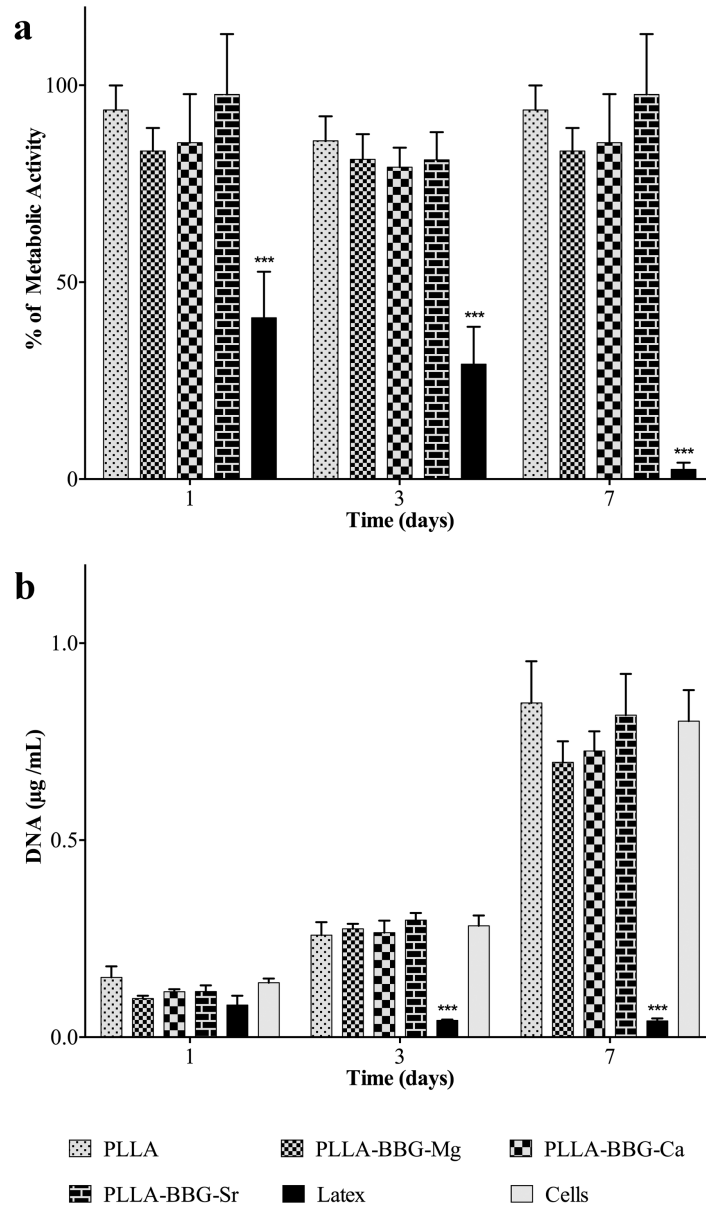 a
% of Metabolic Activity
100
50
0
***
***
***
1
3
7
Time (days)
b
DNA (µg /mL)
1.0
0.5
0.0
***
***
1
3
7
Time (days)
PLLA
PLLA-BBG-Mg
PLLA-BBG-Ca
PLLA-BBG-Sr
Latex
Cells